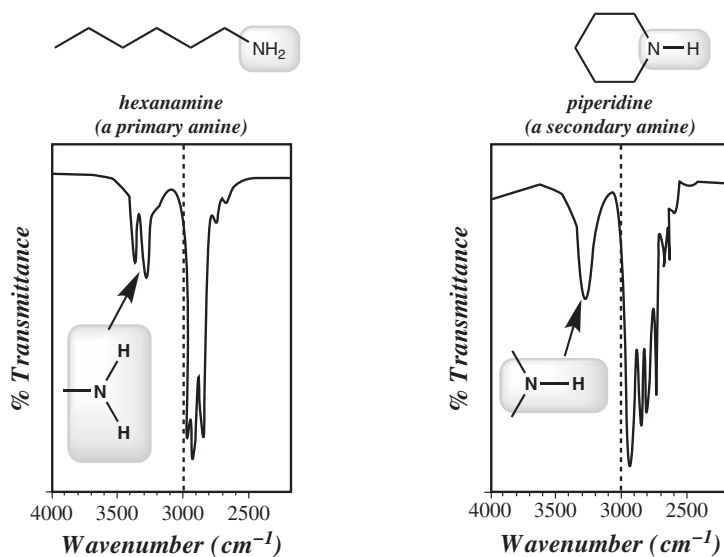 NH2
hexanamine
(a primary amine)
% Transmittance
H
N
H
4000 3500 3000 2500
Wavenumber (cm−1)
N H
piperidine
(a secondary amine)
% Transmittance
N H
4000 3500 3000 2500
Wavenumber (cm−1)